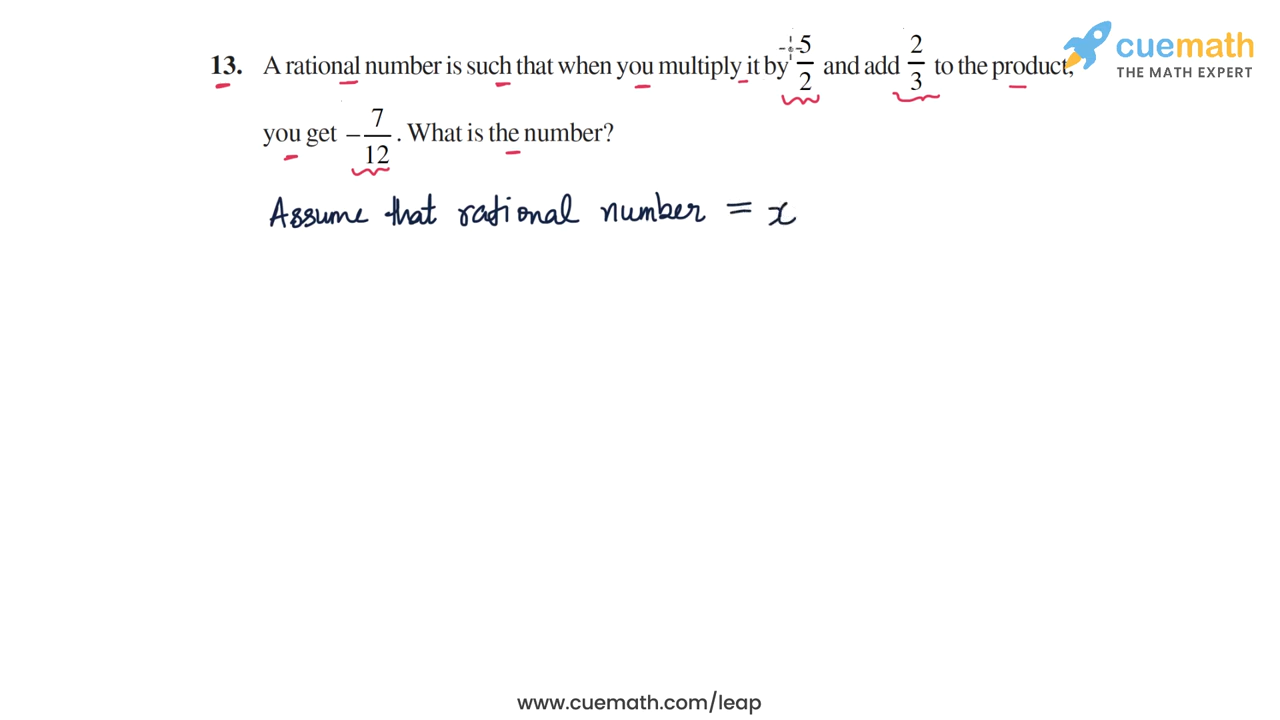 cuemath
THE MATH EXPERT
13. A rational number is such that when you multiply it by 5/2 and add 2/3 to the product,
you get -7/12. What is the number?
Assume that rational number = x
www.cuemath.com/leap